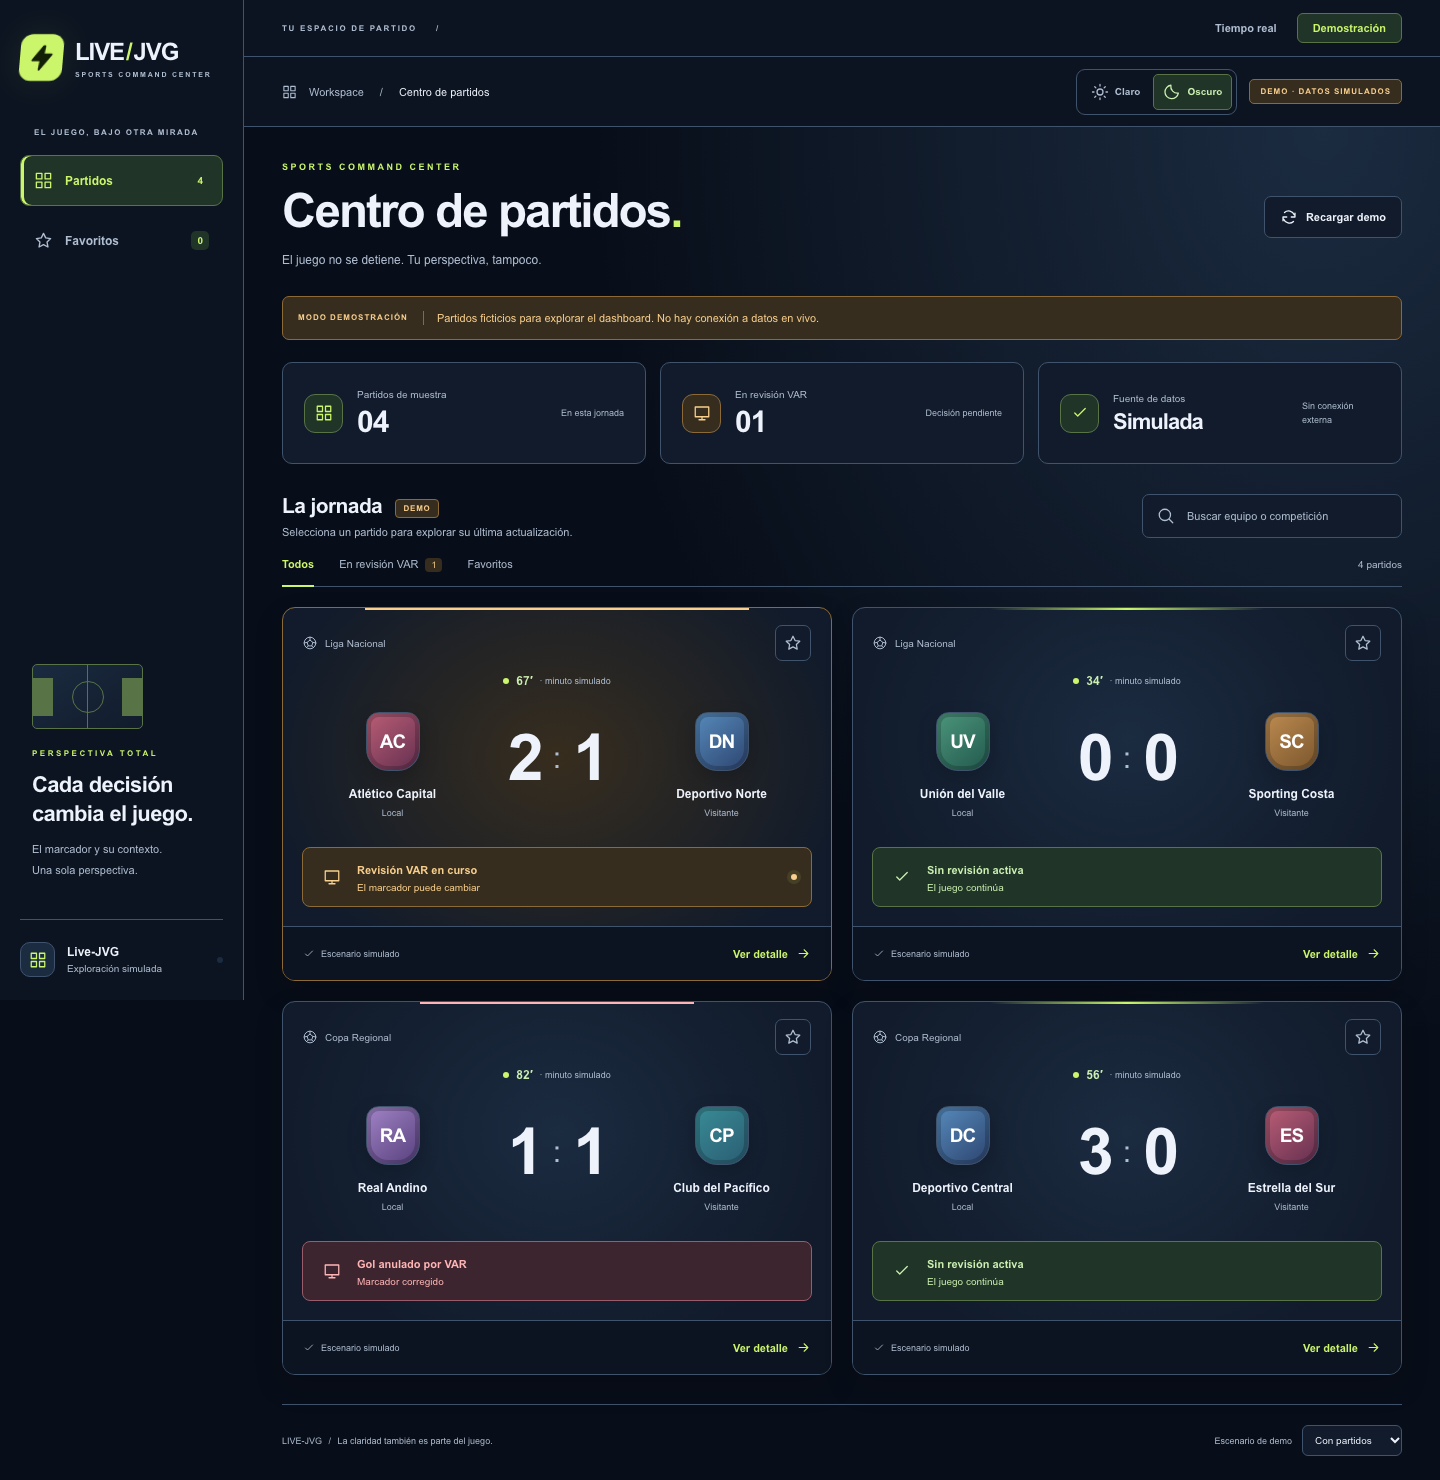 LIVE/JVG
SPORTS COMMAND CENTER
EL JUEGO, BAJO OTRA MIRADA
Partidos 4
Favoritos 0
PERSPECTIVA TOTAL
Cada decisión
cambia el juego.
El marcador y su contexto.
Una sola perspectiva.
Live-JVG
Exploración simulada
TU ESPACIO DE PARTIDO /
Tiempo real
Demostración
Workspace / Centro de partidos
Claro
Oscuro
DEMO · DATOS SIMULADOS
SPORTS COMMAND CENTER
Centro de partidos.
El juego no se detiene. Tu perspectiva, tampoco.
Recargar demo
MODO DEMOSTRACIÓN
Partidos ficticios para explorar el dashboard. No hay conexión a datos en vivo.
Partidos de muestra
04
En esta jornada
En revisión VAR
01
Decisión pendiente
Fuente de datos
Simulada
Sin conexión
externa
La jornada DEMO
Selecciona un partido para explorar su última actualización.
Buscar equipo o competición
Todos
En revisión VAR 1
Favoritos
4 partidos
Liga Nacional
67′ · minuto simulado
AC
2 : 1
DN
Atlético Capital
Local
Deportivo Norte
Visitante
Revisión VAR en curso
El marcador puede cambiar
Escenario simulado
Ver detalle
Liga Nacional
34′ · minuto simulado
UV
0 : 0
SC
Unión del Valle
Local
Sporting Costa
Visitante
Sin revisión activa
El juego continúa
Escenario simulado
Ver detalle
Copa Regional
82′ · minuto simulado
RA
1 : 1
CP
Real Andino
Local
Club del Pacífico
Visitante
Gol anulado por VAR
Marcador corregido
Escenario simulado
Ver detalle
Copa Regional
56′ · minuto simulado
DC
3 : 0
ES
Deportivo Central
Local
Estrella del Sur
Visitante
Sin revisión activa
El juego continúa
Escenario simulado
Ver detalle
LIVE-JVG / La claridad también es parte del juego.
Escenario de demo
Con partidos